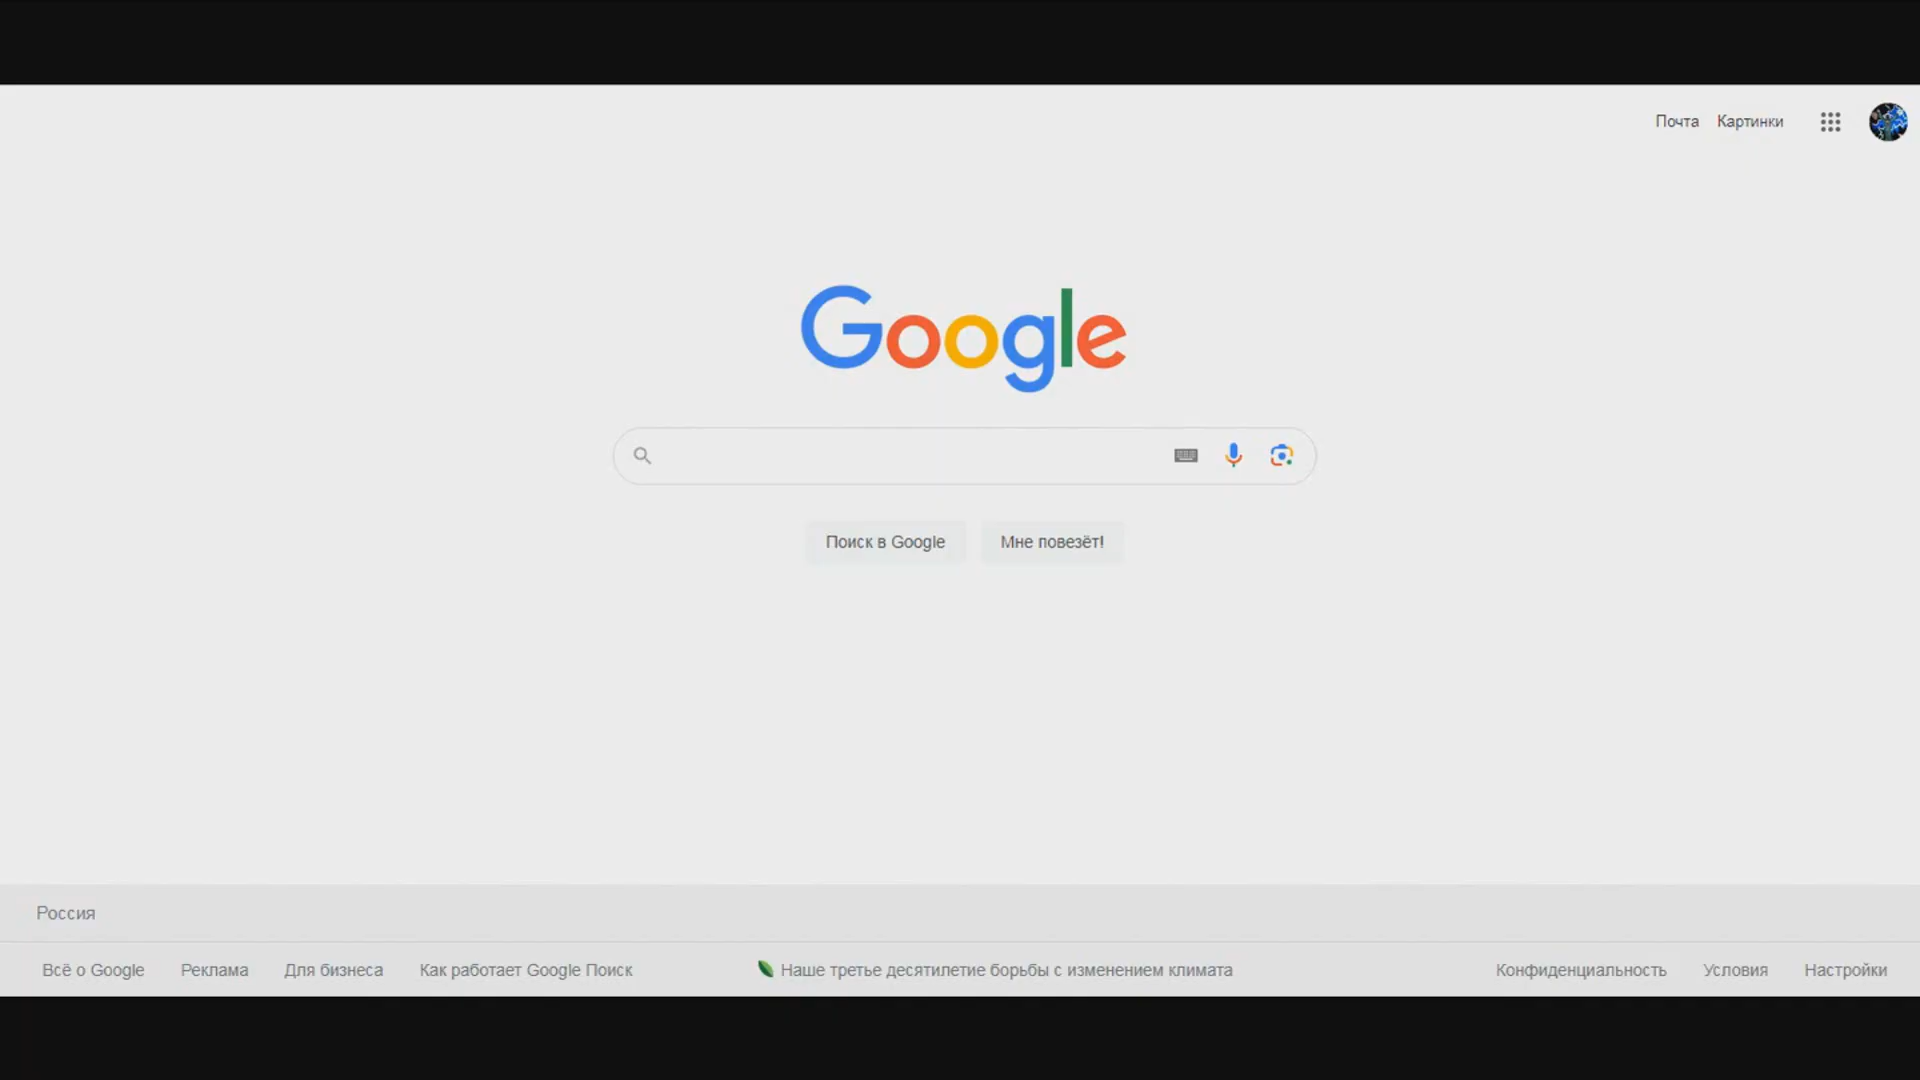 Почта Картинки
Google
Поиск в Google Мне повезёт!
Россия
Всё о Google Реклама Для бизнеса Как работает Google Поиск Наше третье десятилетие борьбы с изменением климата Конфиденциальность Условия Настройки